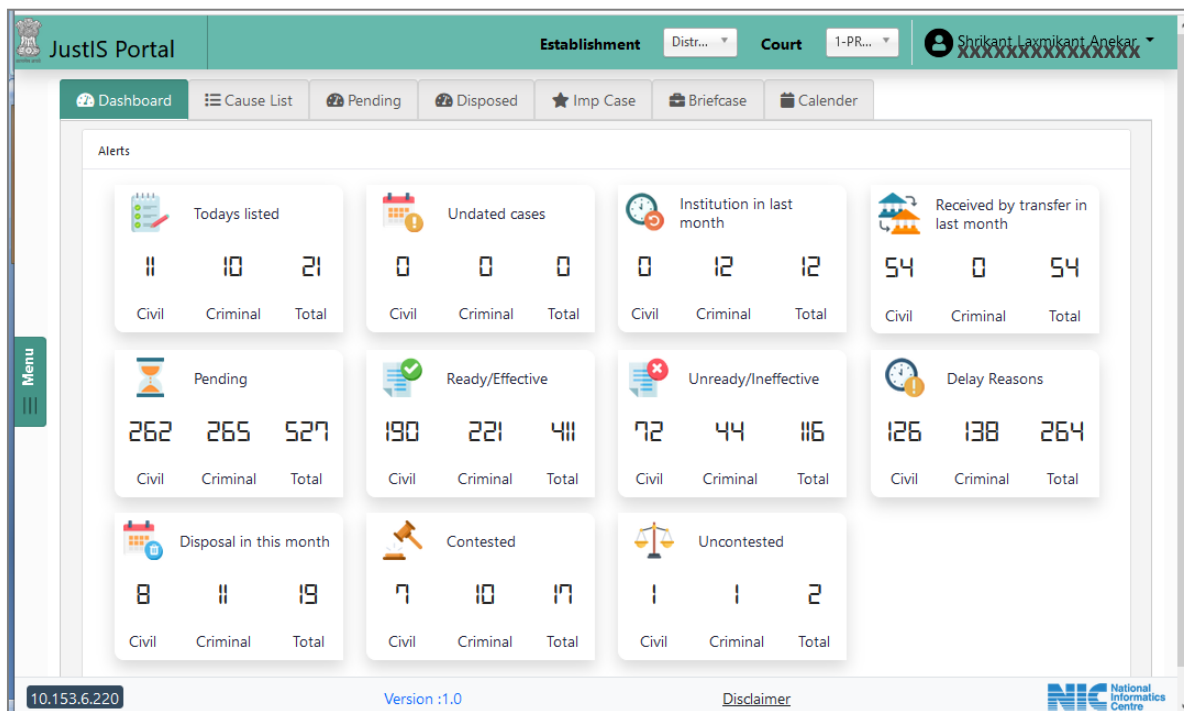 JustIS Portal
Establishment Distr... Court 1-PR... Shrikant Laxmikant Anekar
XXXXXXXXXXXXXXXX
Dashboard Cause List Pending Disposed Imp Case Briefcase Calender
Alerts
Todays listed
11 10 21
Civil Criminal Total
Undated cases
0 0 0
Civil Criminal Total
Institution in last
month
0 12 12
Civil Criminal Total
Received by transfer in
last month
54 0 54
Civil Criminal Total
Menu
Pending
262 265 527
Civil Criminal Total
Ready/Effective
190 221 411
Civil Criminal Total
Unready/Ineffective
72 44 116
Civil Criminal Total
Delay Reasons
126 138 264
Civil Criminal Total
Disposal in this month
8 11 19
Civil Criminal Total
Contested
7 10 17
Civil Criminal Total
Uncontested
1 1 2
Civil Criminal Total
10.153.6.220 Version :1.0 Disclaimer
NIC National
Informatics
Centre